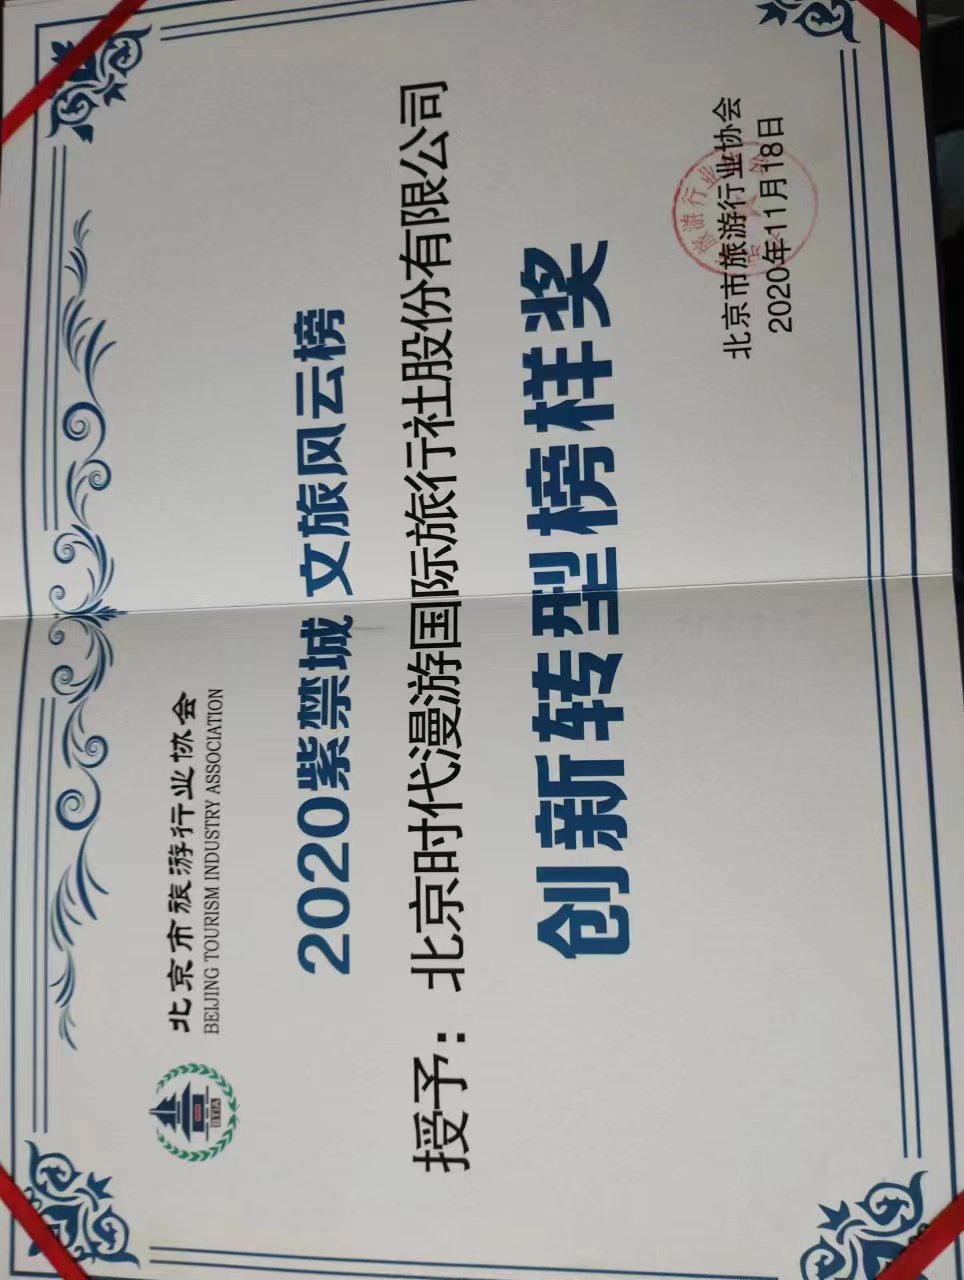 北京市旅游行业协会
BEIJING TOURISM INDUSTRY ASSOCIATION
BTIA
2020紫禁城 文旅风云榜
授予：北京时代漫游国际旅行社股份有限公司
创新转型榜样奖
北京市旅游行业协会
2020年11月18日